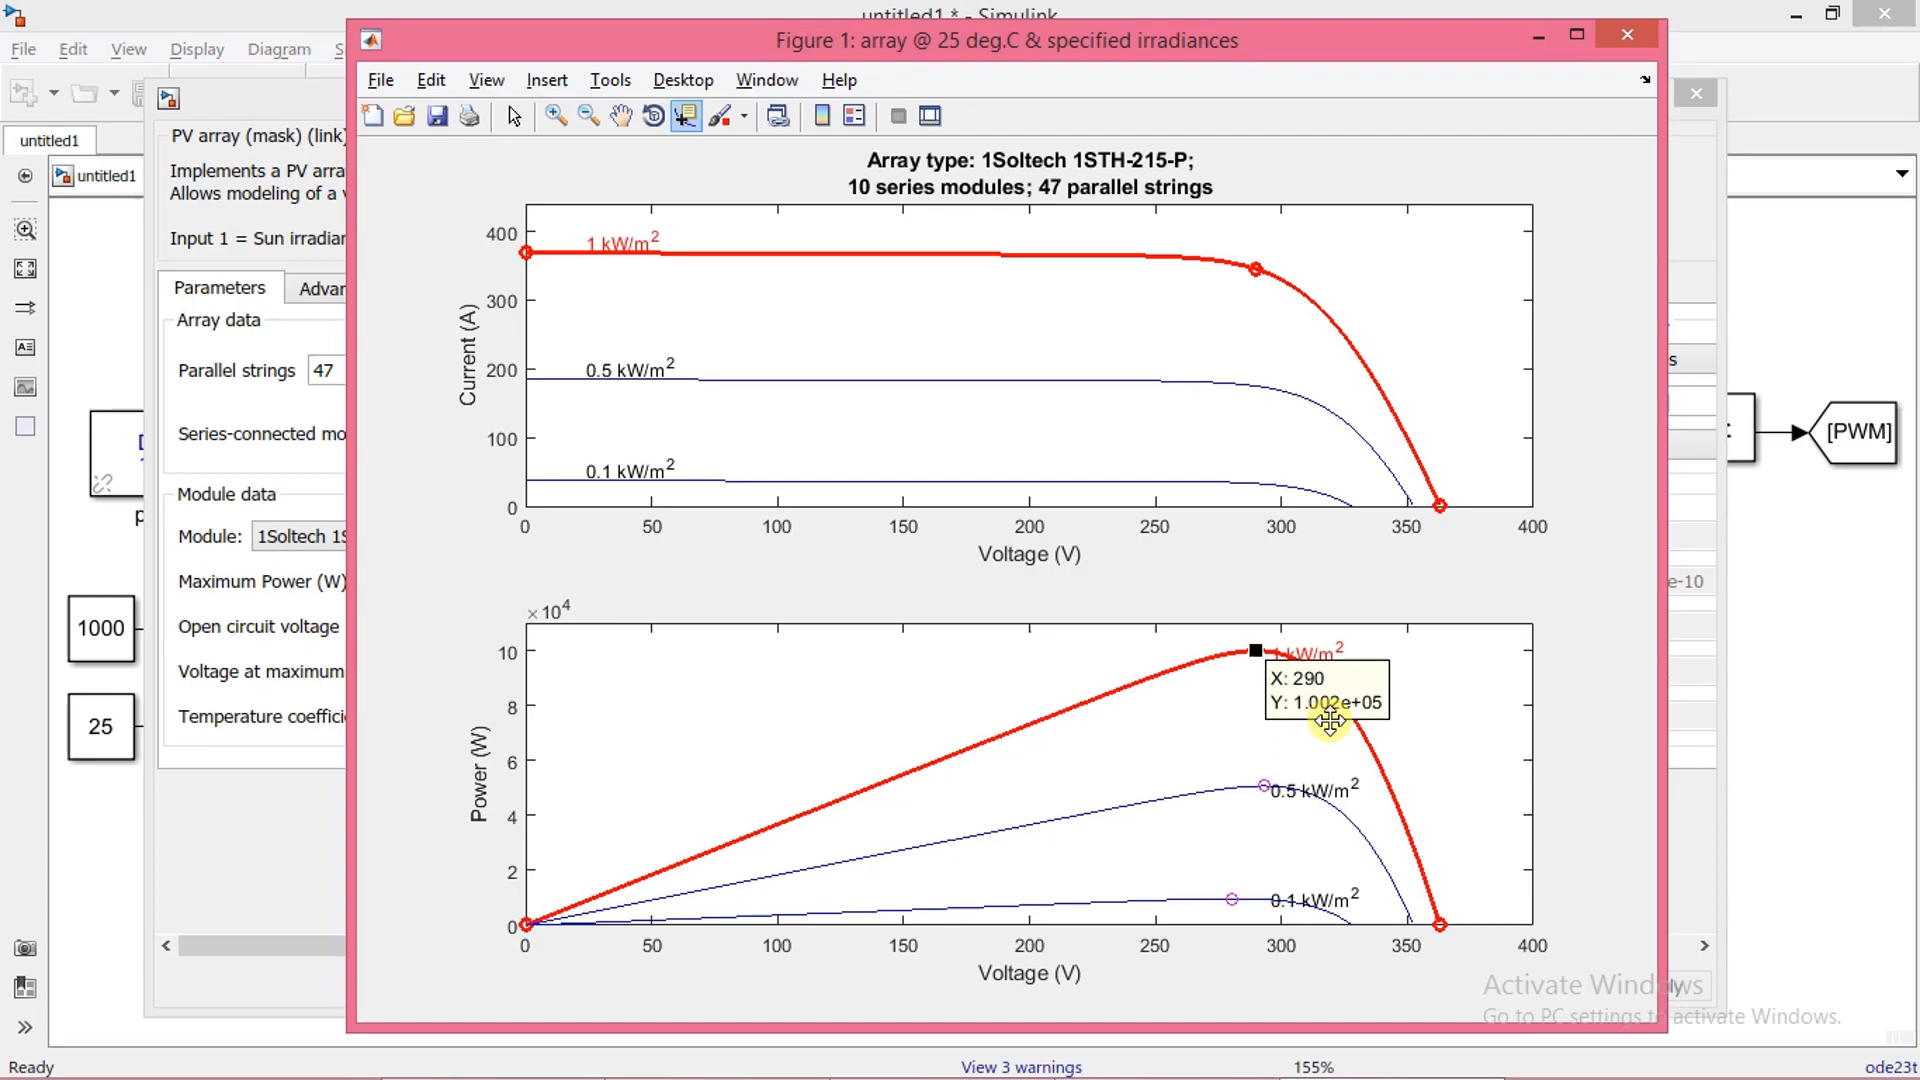 untitled1 * - Simulink
File Edit View Display Diagram
Figure 1: array @ 25 deg.C & specified irradiances
File Edit View Insert Tools Desktop Window Help
untitled1
untitled1
PV array (mask) (link)
Implements a PV arra
Allows modeling of a
Input 1 = Sun irradian
Parameters Advan
Array data
Parallel strings 47
Series-connected mo
Module data
Module: 1Soltech 1S
Maximum Power (W)
Open circuit voltage
Voltage at maximum
Temperature coeffici
1000
25
Array type: 1Soltech 1STH-215-P;
10 series modules; 47 parallel strings
Current (A)
400
300
200
100
0
1 kW/m2
0.5 kW/m2
0.1 kW/m2
0 50 100 150 200 250 300 350 400
Voltage (V)
×10^4
Power (W)
10
8
6
4
2
0
1 kW/m2
X: 290
Y: 1.002e+05
0.5 kW/m2
0.1 kW/m2
0 50 100 150 200 250 300 350 400
Voltage (V)
s
e-10
[PWM]
Activate Windows
Go to PC settings to activate Windows.
Ready View 3 warnings 155% ode23t